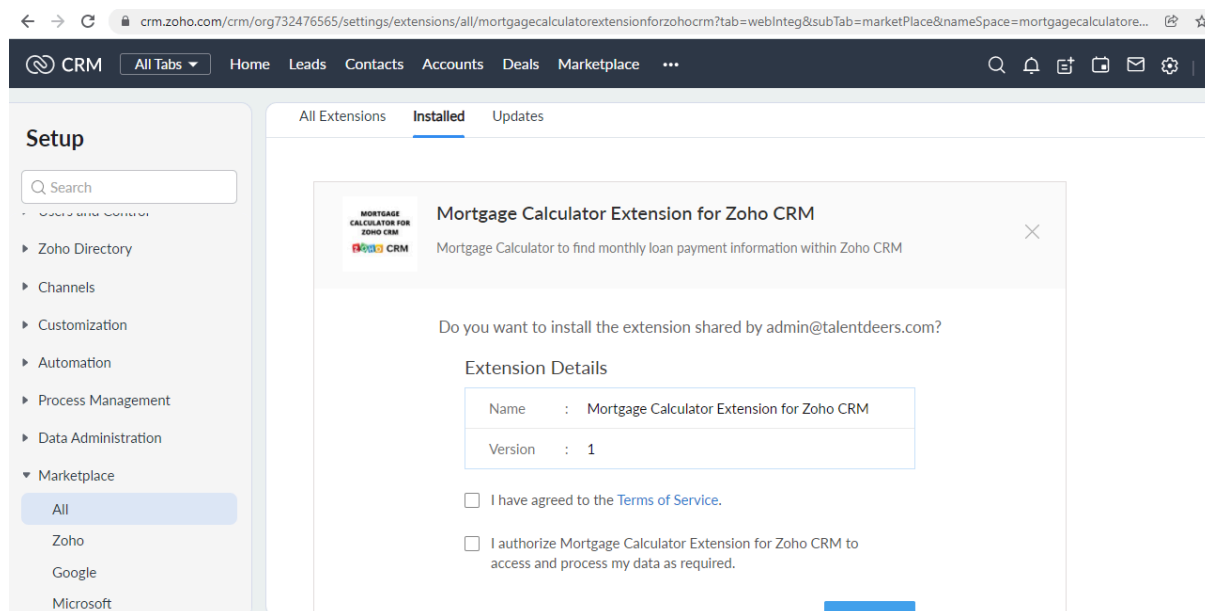 crm.zoho.com/crm/org732476565/settings/extensions/all/mortgagecalculatorextensionforzohocrm?tab=webInteg&subTab=marketPlace&nameSpace=mortgagecalculatore...
CRM All Tabs Home Leads Contacts Accounts Deals Marketplace •••
Setup
Search
Users and Control
Zoho Directory
Channels
Customization
Automation
Process Management
Data Administration
Marketplace
All
Zoho
Google
Microsoft
All Extensions Installed Updates
MORTGAGE
CALCULATOR FOR
ZOHO CRM
ZOHO CRM
Mortgage Calculator Extension for Zoho CRM
Mortgage Calculator to find monthly loan payment information within Zoho CRM
Do you want to install the extension shared by admin@talentdeers.com?
Extension Details
Name : Mortgage Calculator Extension for Zoho CRM
Version : 1
I have agreed to the Terms of Service.
I authorize Mortgage Calculator Extension for Zoho CRM to
access and process my data as required.